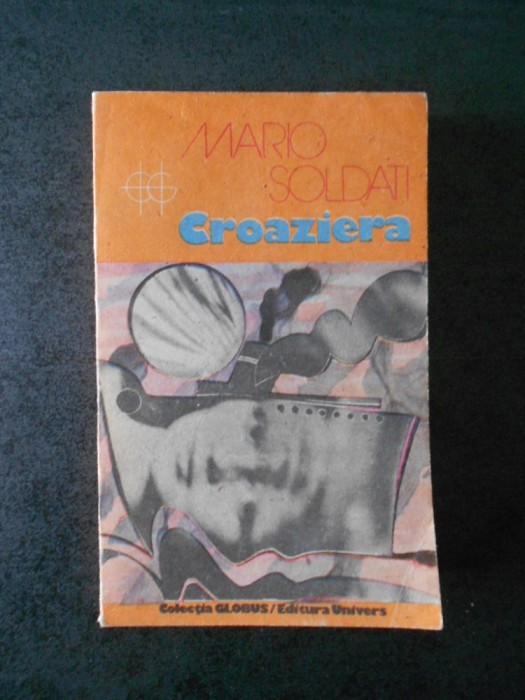 MARIO
SOLDATI
Croaziera
Colecția GLOBUS / Editura Univers